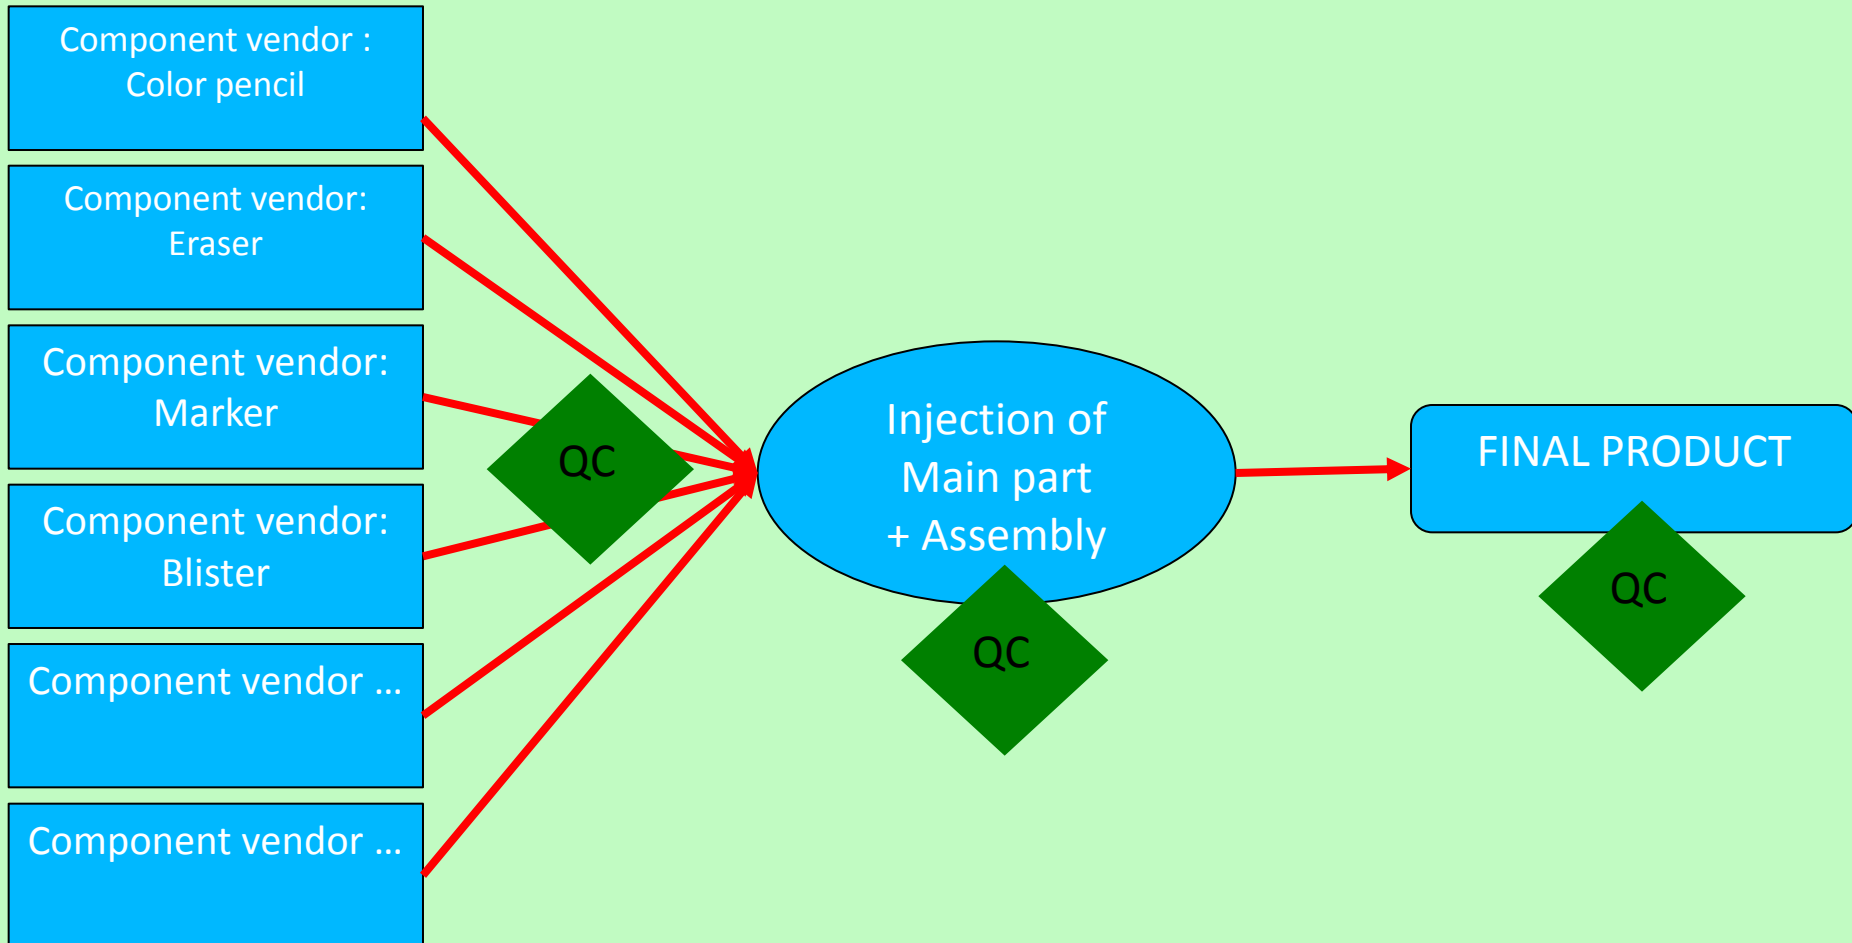 Component vendor :
Color pencil
Component vendor:
Eraser
Component vendor:
Marker
Component vendor:
Blister
Component vendor ...
Component vendor ...
QC
Injection of
Main part
+ Assembly
QC
FINAL PRODUCT
QC